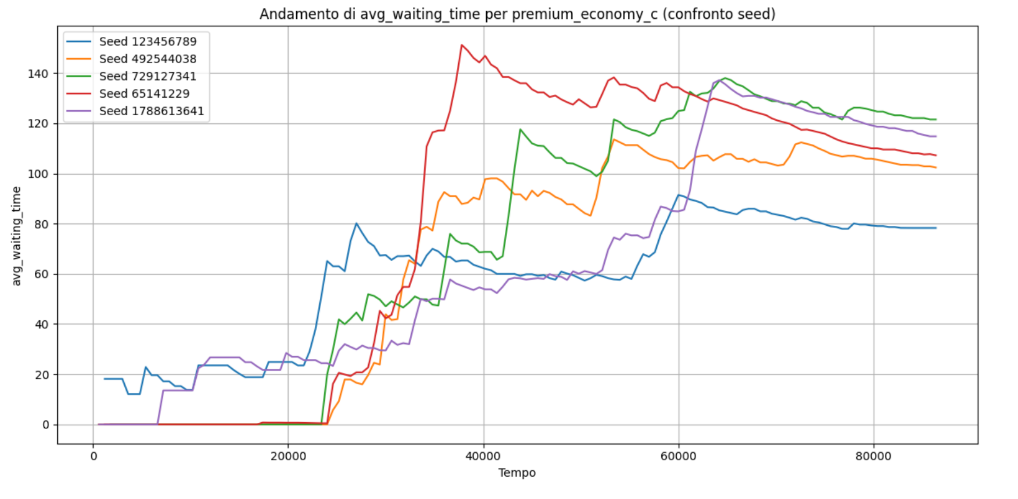 Andamento di avg_waiting_time per premium_economy_c (confronto seed)
Seed 123456789
Seed 492544038
Seed 729127341
Seed 65141229
Seed 1788613641
avg_waiting_time
140
120
100
80
60
40
20
0
0 20000 40000 60000 80000
Tempo